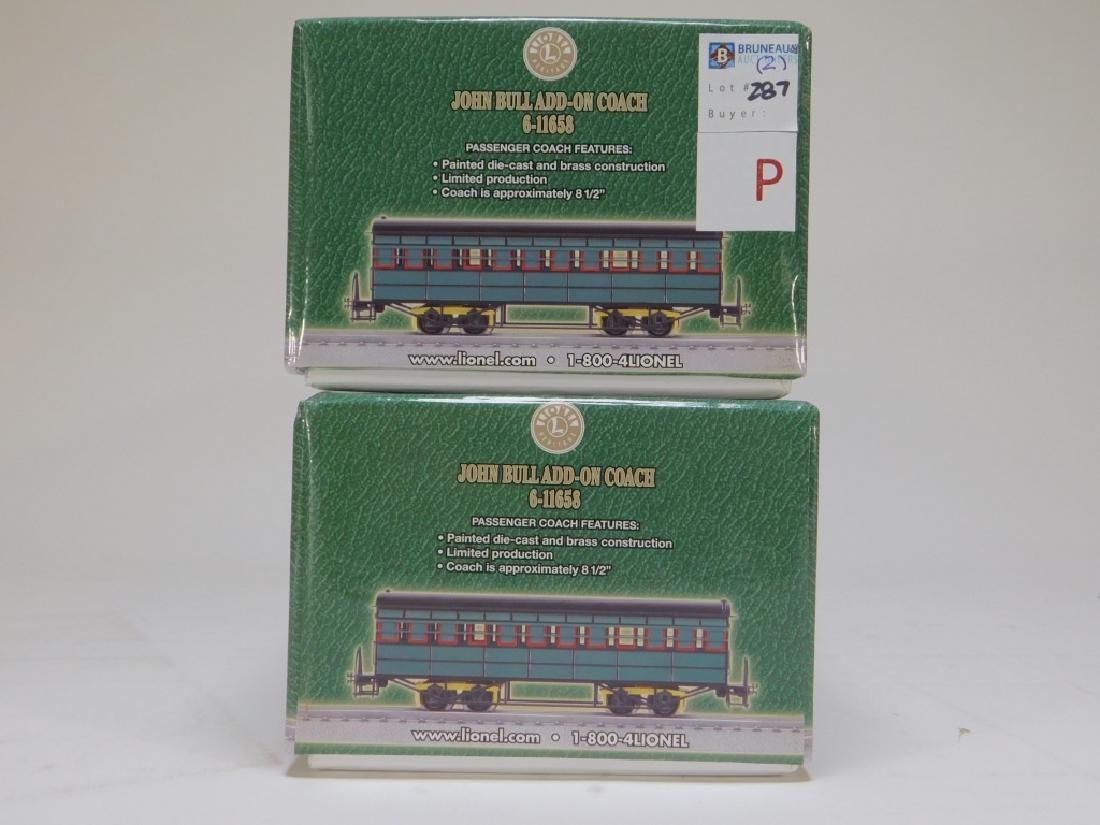 L
JOHN BULL ADD-ON COACH
6-11658
PASSENGER COACH FEATURES:
• Painted die-cast and brass construction
• Limited production
• Coach is approximately 8 1/2"
www.lionel.com • 1-800-4LIONEL
B BRUNEAU
(2)
Lot # 287
Buyer:
P
L
JOHN BULL ADD-ON COACH
6-11658
PASSENGER COACH FEATURES:
• Painted die-cast and brass construction
• Limited production
• Coach is approximately 8 1/2"
www.lionel.com • 1-800-4LIONEL